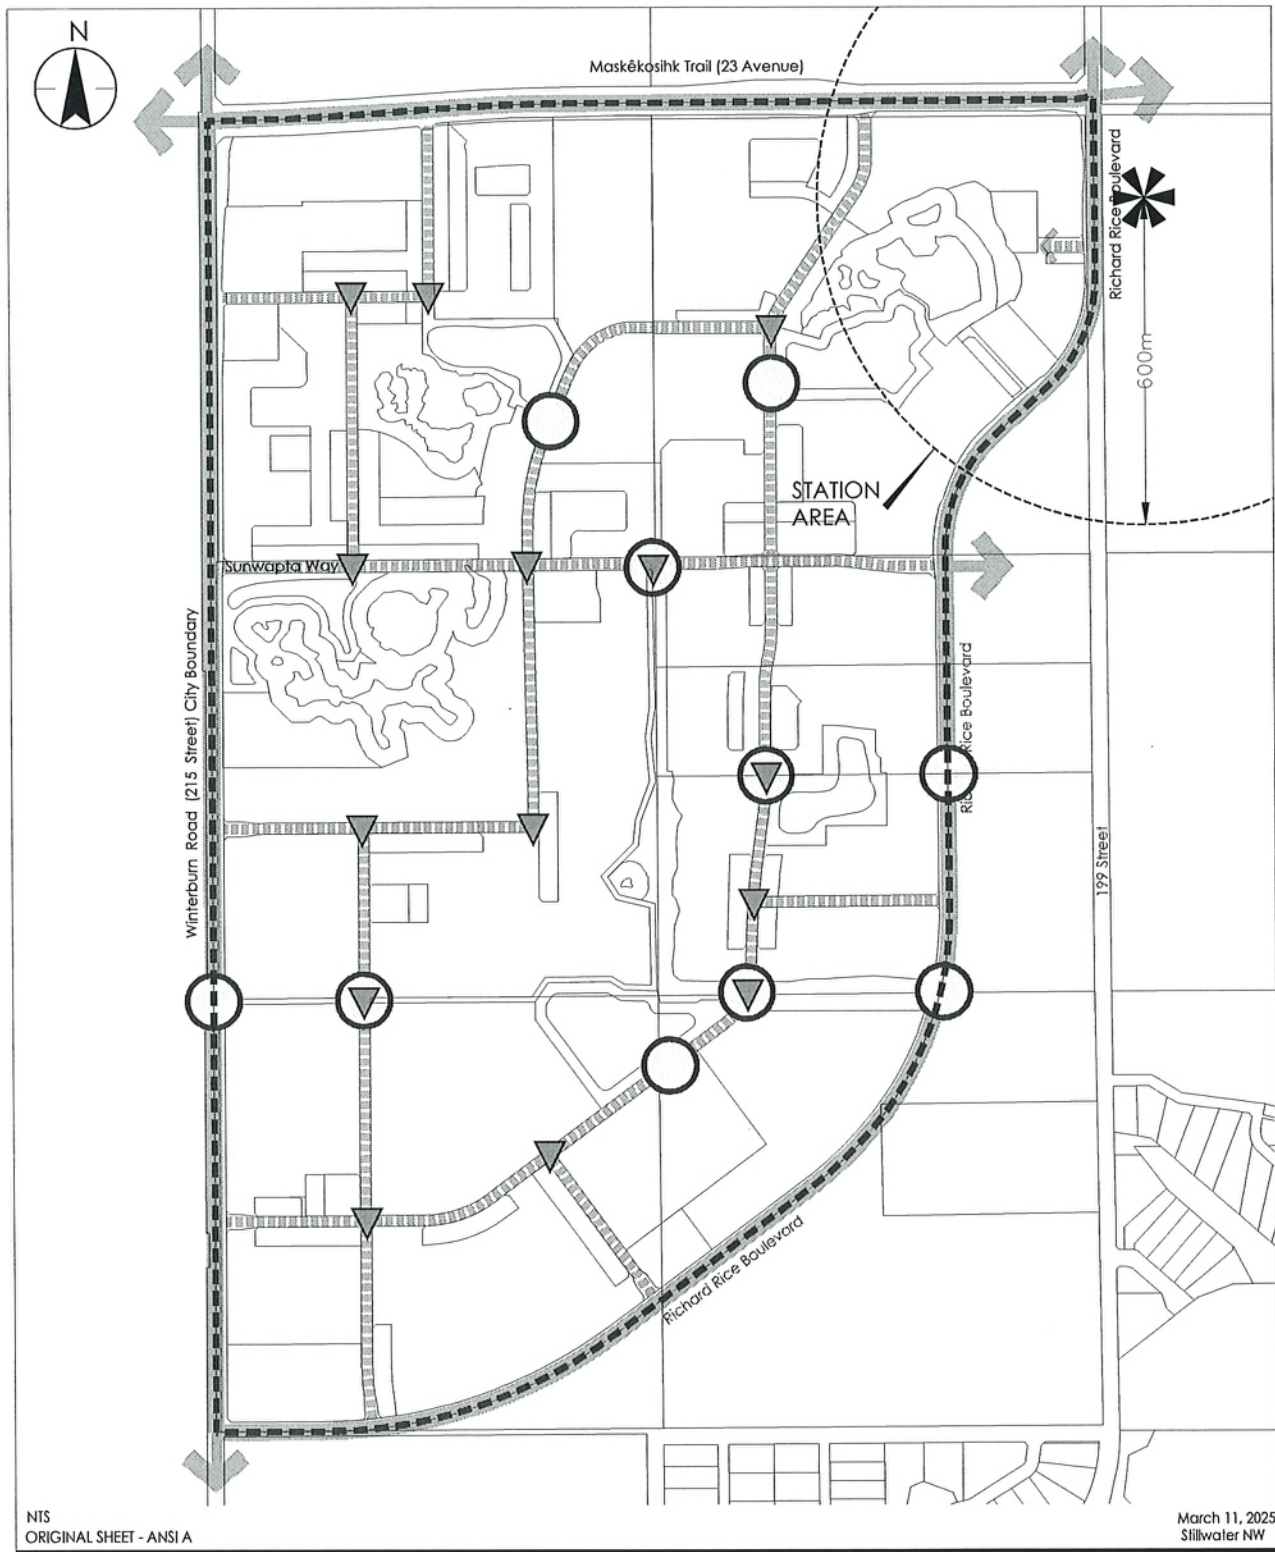 N
Maskêkosihk Trail (23 Avenue)
Richard Rice Boulevard
600m
STATION
AREA
Sunwapta Way
Winterburn Road (215 Street) City Boundary
Rice Boulevard
199 Street
Richard Rice Boulevard
NTS
ORIGINAL SHEET - ANSI A
March 11, 2025
Stillwater NW